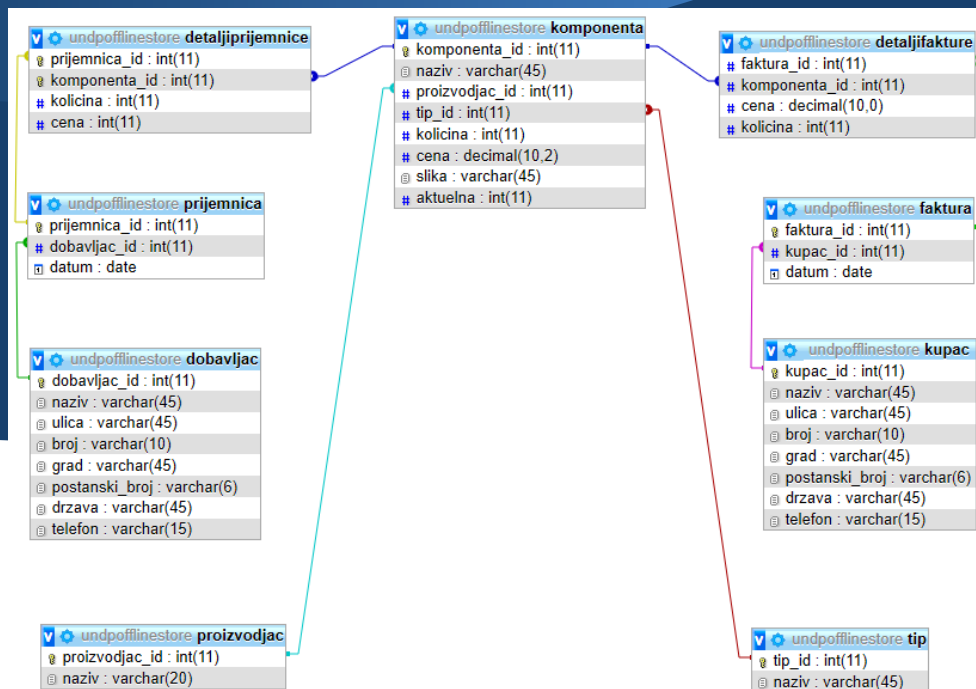 undpofflinestore detaljiprijemnice
prijemnica_id : int(11)
komponenta_id : int(11)
kolicina : int(11)
cena : int(11)
undpofflinestore prijemnica
prijemnica_id : int(11)
dobavljac_id : int(11)
datum : date
undpofflinestore dobavljac
dobavljac_id : int(11)
naziv : varchar(45)
ulica : varchar(45)
broj : varchar(10)
grad : varchar(45)
postanski_broj : varchar(6)
drzava : varchar(45)
telefon : varchar(15)
undpofflinestore proizvodjac
proizvodjac_id : int(11)
naziv : varchar(20)
undpofflinestore komponenta
komponenta_id : int(11)
naziv : varchar(45)
proizvodjac_id : int(11)
tip_id : int(11)
kolicina : int(11)
cena : decimal(10,2)
slika : varchar(45)
aktuelna : int(11)
undpofflinestore detaljifakture
faktura_id : int(11)
komponenta_id : int(11)
cena : decimal(10,0)
kolicina : int(11)
undpofflinestore faktura
faktura_id : int(11)
kupac_id : int(11)
datum : date
undpofflinestore kupac
kupac_id : int(11)
naziv : varchar(45)
ulica : varchar(45)
broj : varchar(10)
grad : varchar(45)
postanski_broj : varchar(6)
drzava : varchar(45)
telefon : varchar(15)
undpofflinestore tip
tip_id : int(11)
naziv : varchar(45)